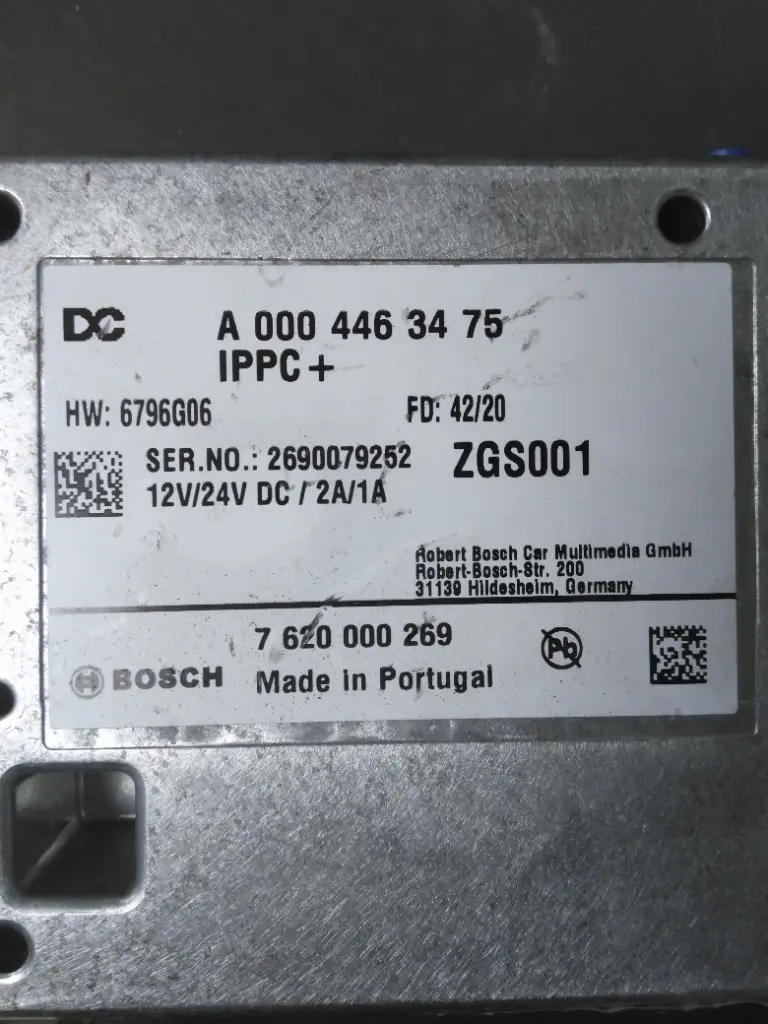 DC A 000 446 34 75
IPPC+
HW: 6796G06 FD: 42/20
SER.NO.: 2690079252 ZGS001
12V/24V DC / 2A/1A
Robert Bosch Car Multimedia GmbH
Robert-Bosch-Str. 200
31139 Hildesheim, Germany
7 620 000 269
Pb
BOSCH Made in Portugal